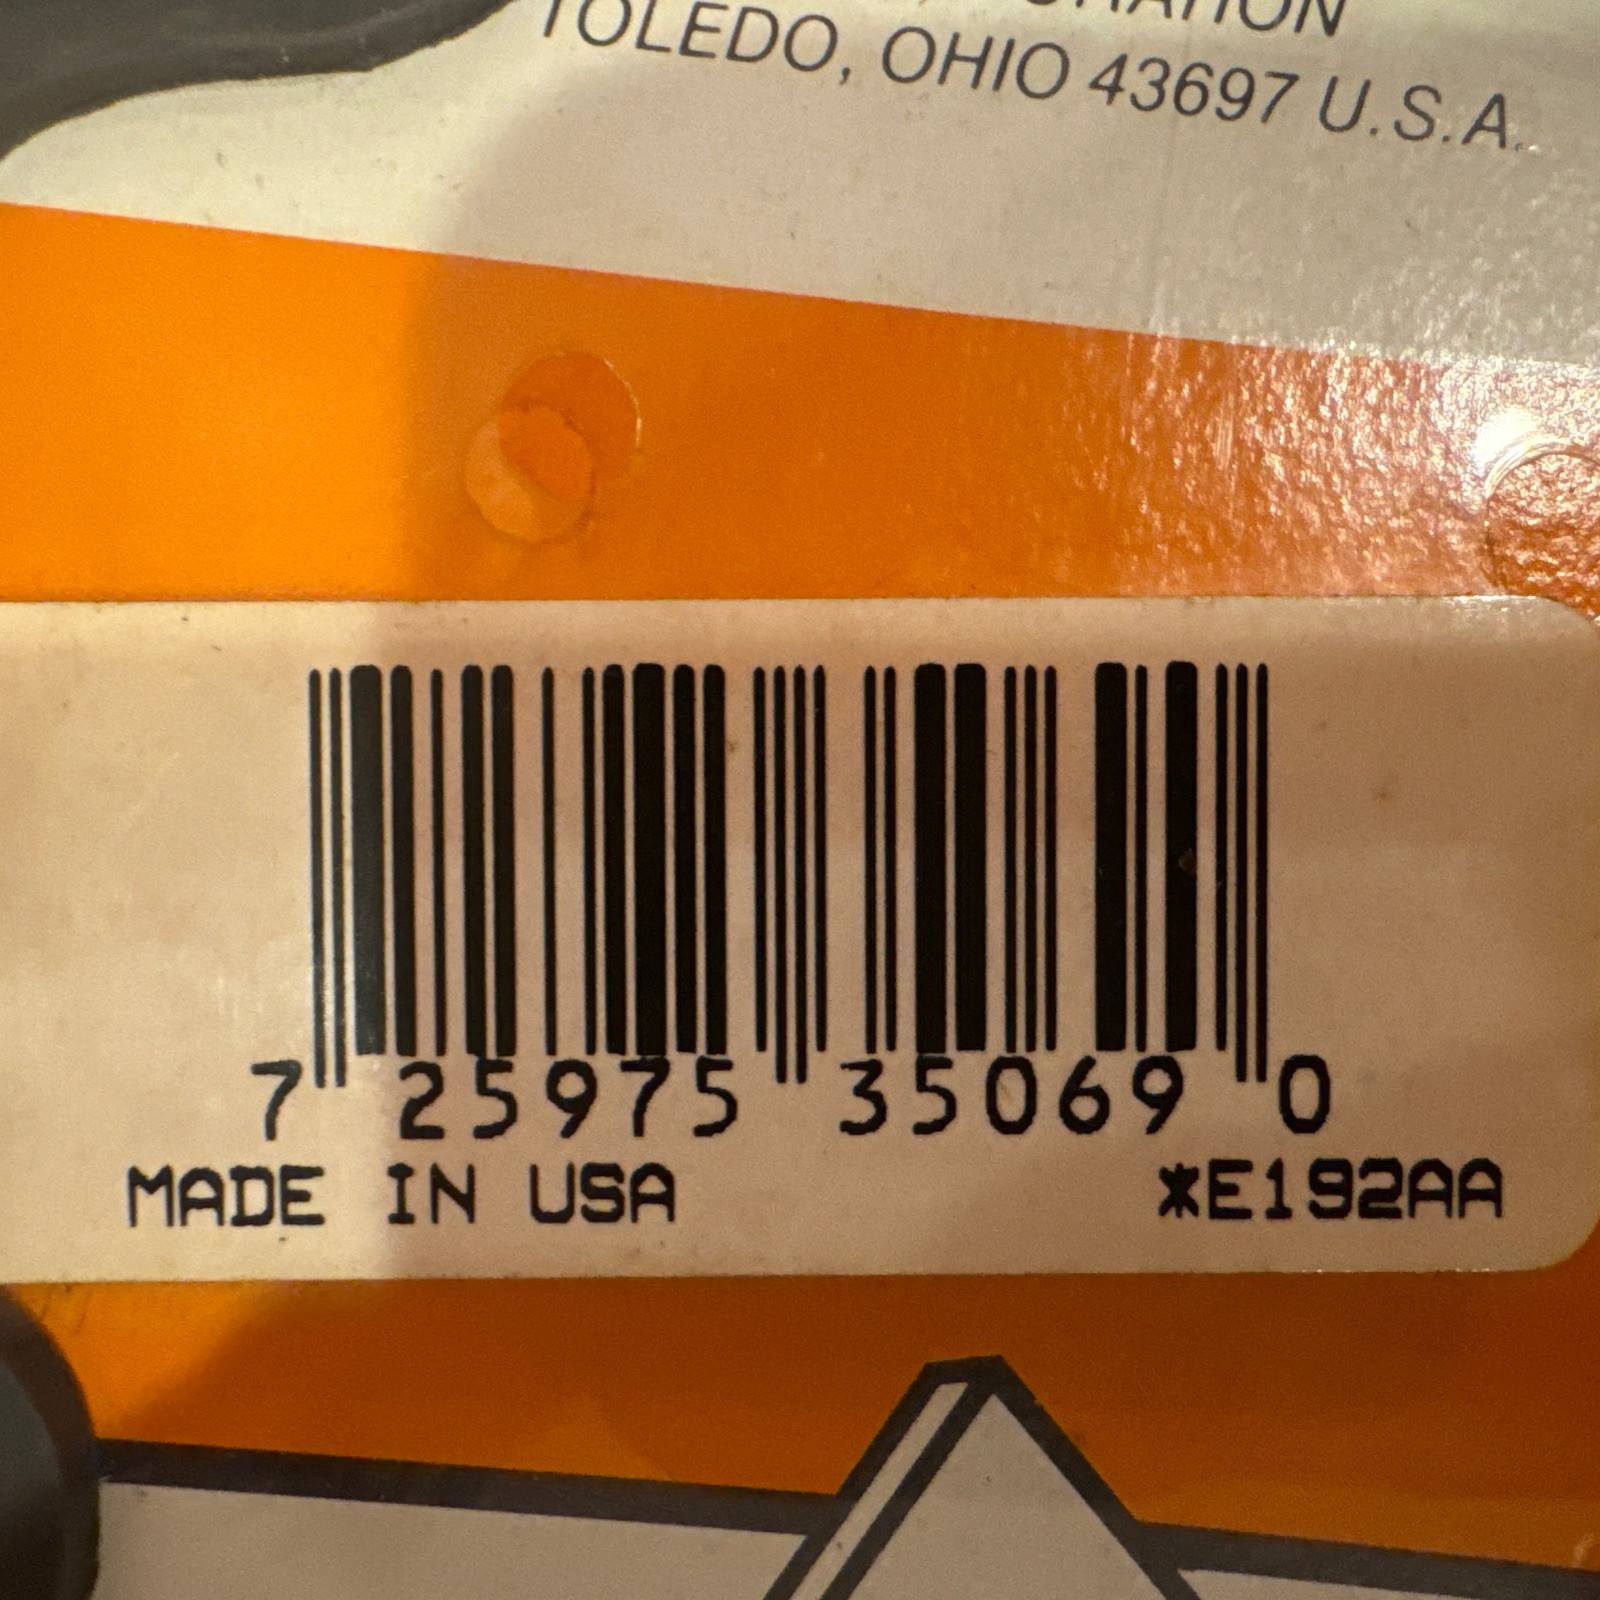 TOLEDO, OHIO 43697 U.S.A.
7 25975 35069 0
MADE IN USA *E192AA